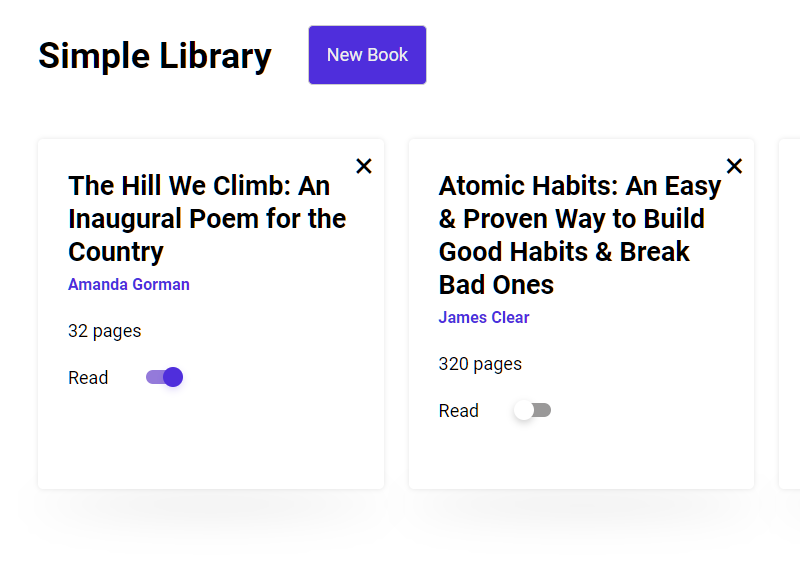 Simple Library
New Book
The Hill We Climb: An
Inaugural Poem for the
Country
Amanda Gorman
32 pages
Read
Atomic Habits: An Easy
& Proven Way to Build
Good Habits & Break
Bad Ones
James Clear
320 pages
Read